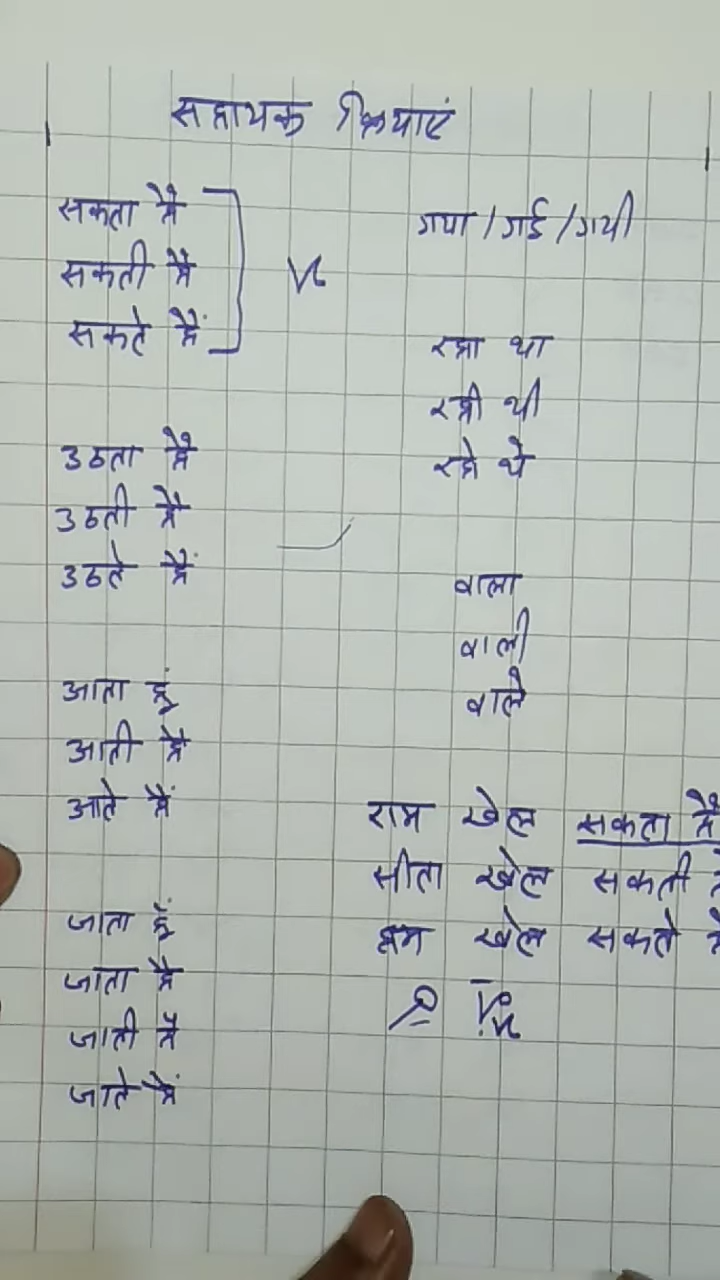 सहायक क्रियाएं
सकता है
सकती है
सकते हैं
उठता है
उठती है
उठते हैं
आता हूं
आती है
आते हैं
जाता हूँ
जाता है
जाती है
जाते हैं
गया / गई / गयी
रहा था
रही थी
रहे थे
वाला
वाली
वाले
राम खेल सकता है
सीता खेल सकती
हम खेल सकते